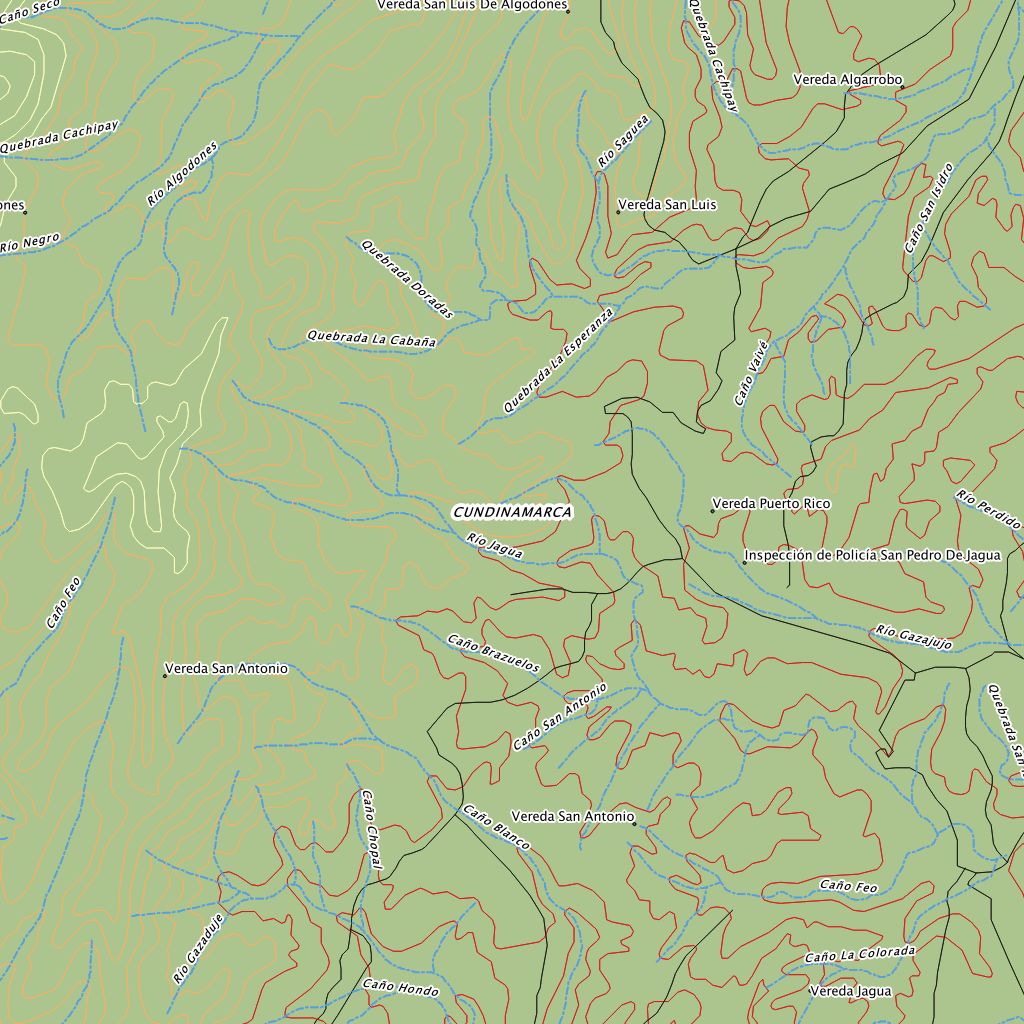 Caño Seco
Vereda San Luis De Algodones
Quebrada Cachipay
Vereda Algarrobo
Quebrada Cachipay
Río Saguea
Río Algodones
ones
Vereda San Luis
Caño San Isidro
Río Negro
Quebrada Doradas
Quebrada La Cabaña
Quebrada La Esperanza
Caño Vaivé
CUNDINAMARCA
Vereda Puerto Rico
Río Perdido
Río Jagua
Inspección de Policía San Pedro De Jagua
Caño Feo
Río Gazajujo
Caño Brazuelos
Vereda San Antonio
Caño San Antonio
Quebrada San
Caño Chopal
Caño Blanco
Vereda San Antonio
Caño Feo
Río Gazaduje
Caño La Colorada
Caño Hondo
Vereda Jagua